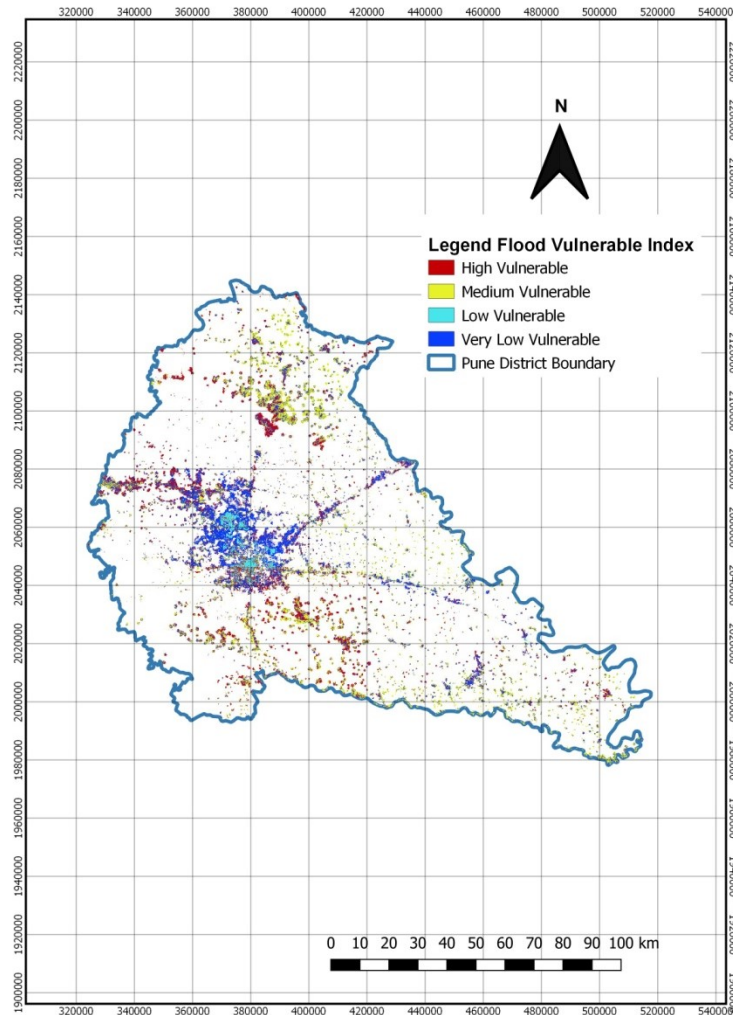 320000 340000 360000 380000 400000 420000 440000 460000 480000 500000 520000 540000
2220000
2200000
N
2180000
2160000
Legend Flood Vulnerable Index
High Vulnerable
2140000
Medium Vulnerable
Low Vulnerable
2120000
Very Low Vulnerable
Pune District Boundary
2100000
2080000
2060000
2040000
2020000
2000000
1980000
1960000
1940000
1920000
0 10 20 30 40 50 60 70 80 90 100 km
1900000
320000 340000 360000 380000 400000 420000 440000 460000 480000 500000 520000 540000